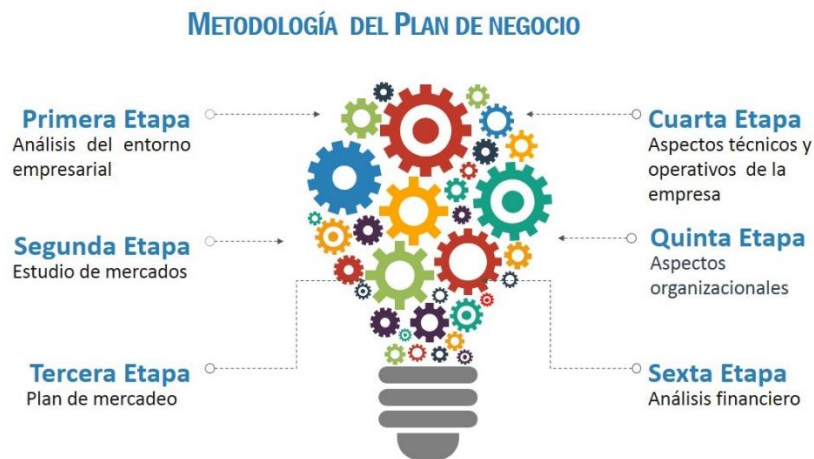 METODOLOGÍA DEL PLAN DE NEGOCIO
Primera Etapa
Análisis del entorno
empresarial
Segunda Etapa
Estudio de mercados
Tercera Etapa
Plan de mercadeo
Cuarta Etapa
Aspectos técnicos y
operativos de la
empresa
Quinta Etapa
Aspectos
organizacionales
Sexta Etapa
Análisis financiero